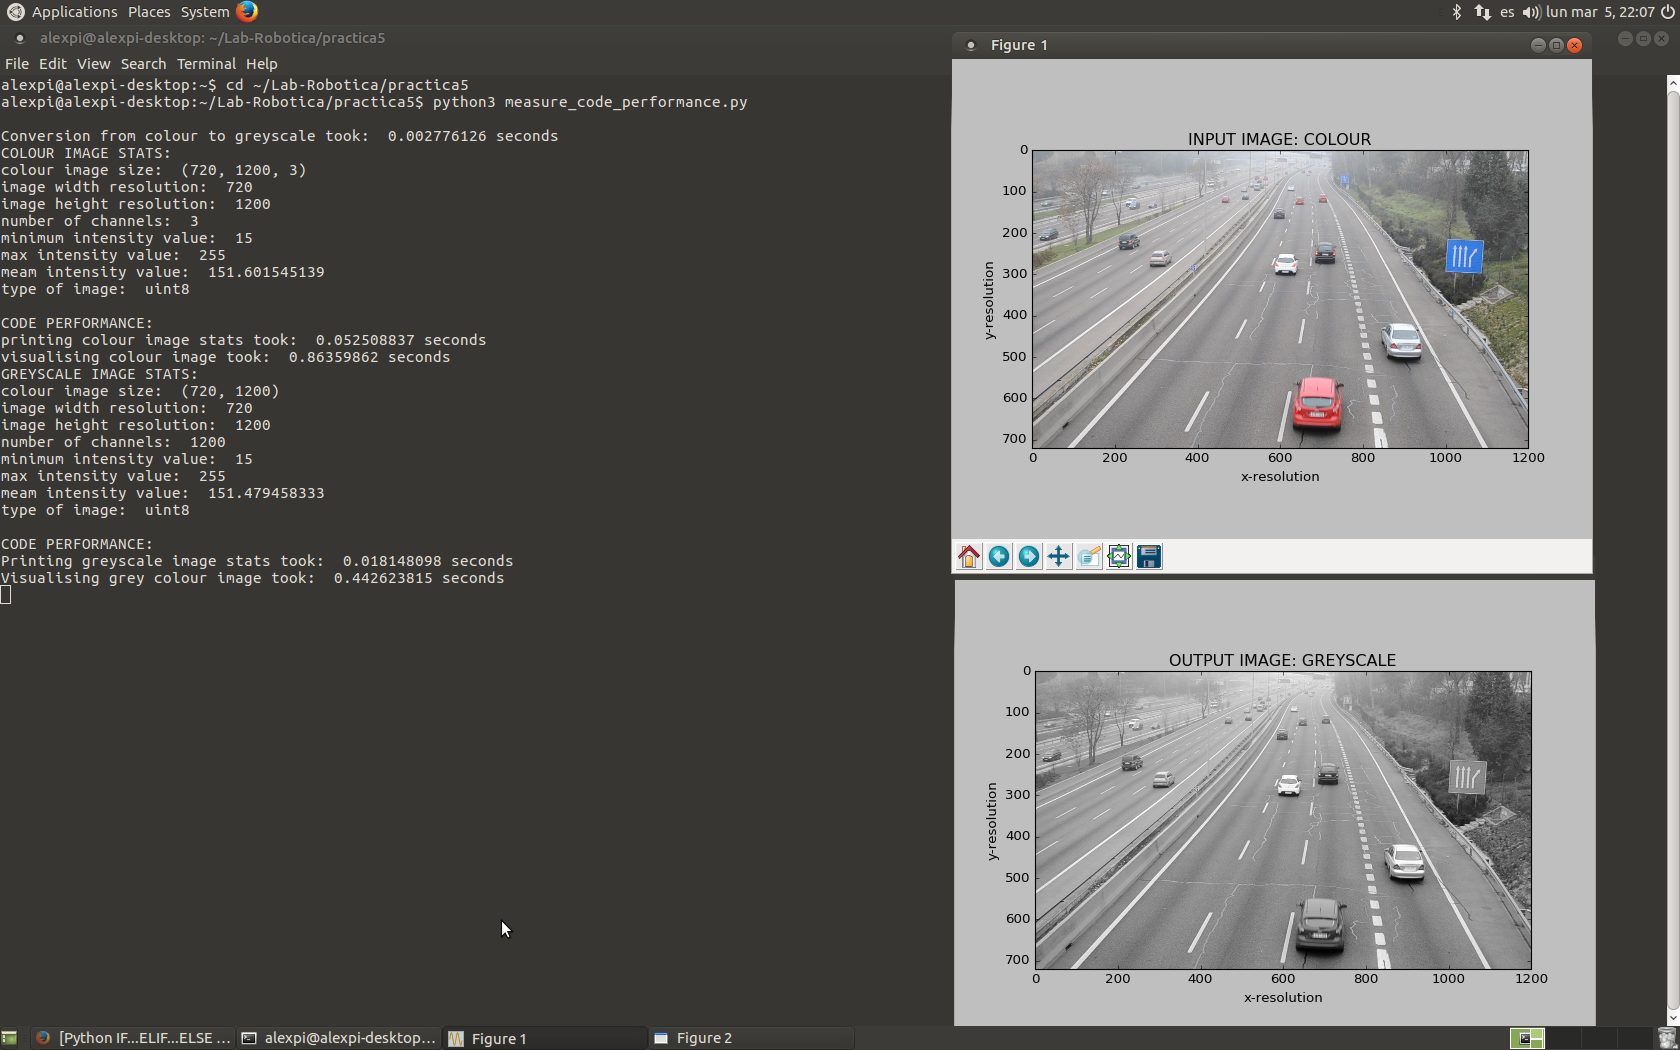 Applications Places System
es lun mar 5, 22:07
alexpi@alexpi-desktop: ~/Lab-Robotica/practica5
File Edit View Search Terminal Help
alexpi@alexpi-desktop:~$ cd ~/Lab-Robotica/practica5
alexpi@alexpi-desktop:~/Lab-Robotica/practica5$ python3 measure_code_performance.py
Conversion from colour to greyscale took:  0.002776126 seconds
COLOUR IMAGE STATS:
colour image size:  (720, 1200, 3)
image width resolution:  720
image height resolution:  1200
number of channels:  3
minimum intensity value:  15
max intensity value:  255
meam intensity value:  151.601545139
type of image:  uint8
CODE PERFORMANCE:
printing colour image stats took:  0.052508837 seconds
visualising colour image took:  0.86359862 seconds
GREYSCALE IMAGE STATS:
colour image size:  (720, 1200)
image width resolution:  720
image height resolution:  1200
number of channels:  1200
minimum intensity value:  15
max intensity value:  255
meam intensity value:  151.479458333
type of image:  uint8
CODE PERFORMANCE:
Printing greyscale image stats took:  0.018148098 seconds
Visualising grey colour image took:  0.442623815 seconds
Figure 1
INPUT IMAGE: COLOUR
0
100
200
300
400
500
600
700
y-resolution
0 200 400 600 800 1000 1200
x-resolution
OUTPUT IMAGE: GREYSCALE
0
100
200
300
400
500
600
700
y-resolution
0 200 400 600 800 1000 1200
x-resolution
[Python IF...ELIF...ELSE ... alexpi@alexpi-desktop... Figure 1 Figure 2